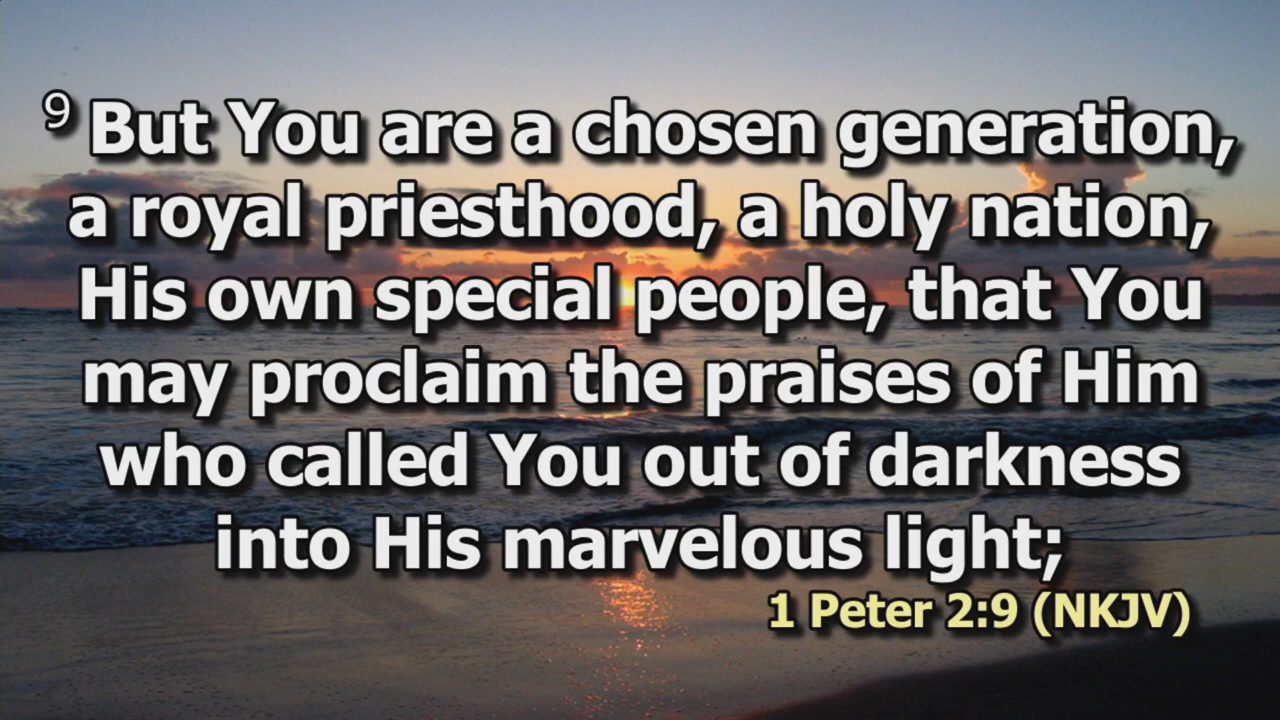 9 But You are a chosen generation,
a royal priesthood, a holy nation,
His own special people, that You
may proclaim the praises of Him
who called You out of darkness
into His marvelous light;
1 Peter 2:9 (NKJV)